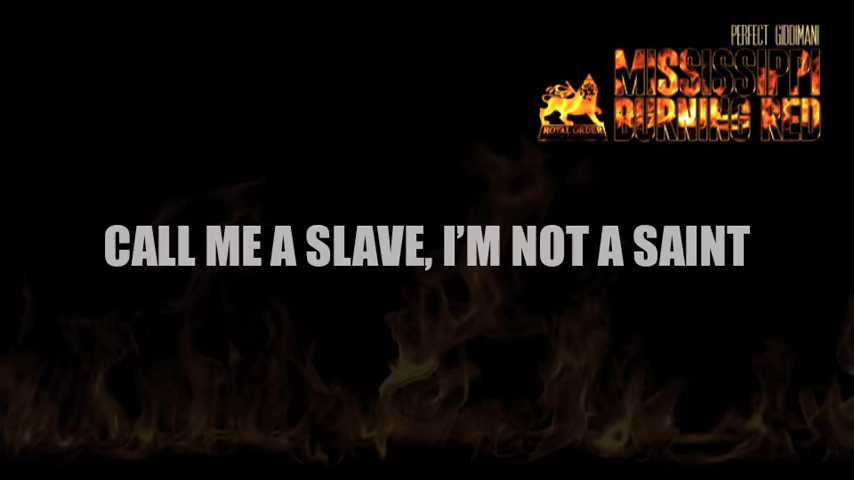 PERFECT GIDDIMANI
MISSISSIPPI
BURNING RED
ROYAL ORDER
CALL ME A SLAVE, I'M NOT A SAINT